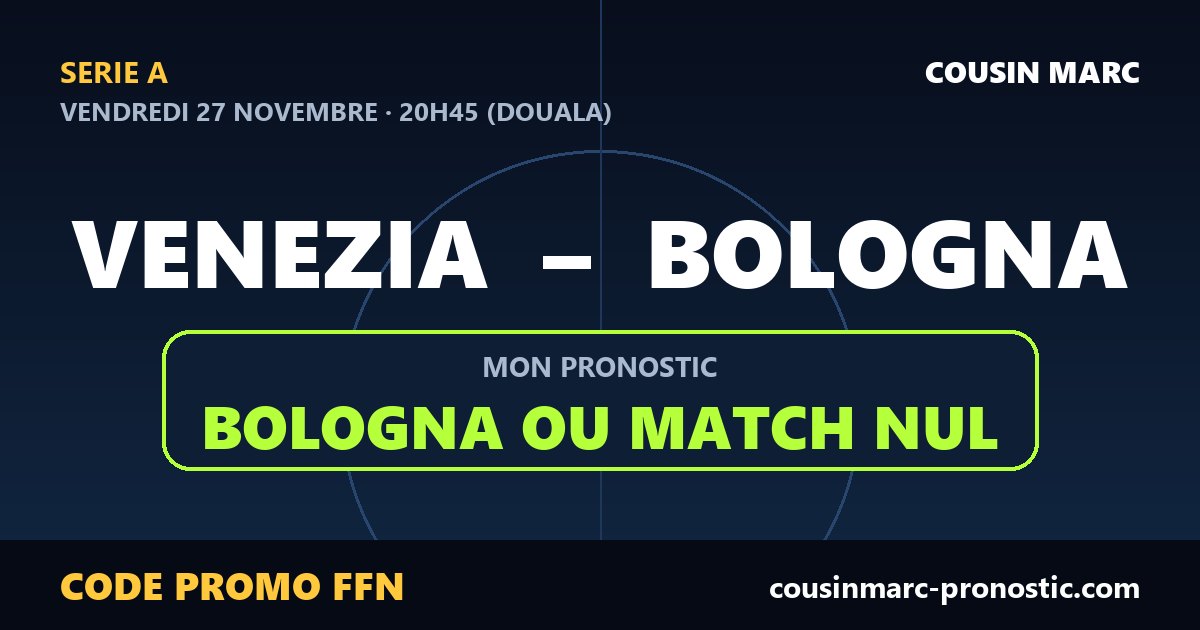 SERIE A
COUSIN MARC
VENDREDI 27 NOVEMBRE · 20H45 (DOUALA)
VENEZIA – BOLOGNA
MON PRONOSTIC
BOLOGNA OU MATCH NUL
CODE PROMO FFN
cousinmarc-pronostic.com